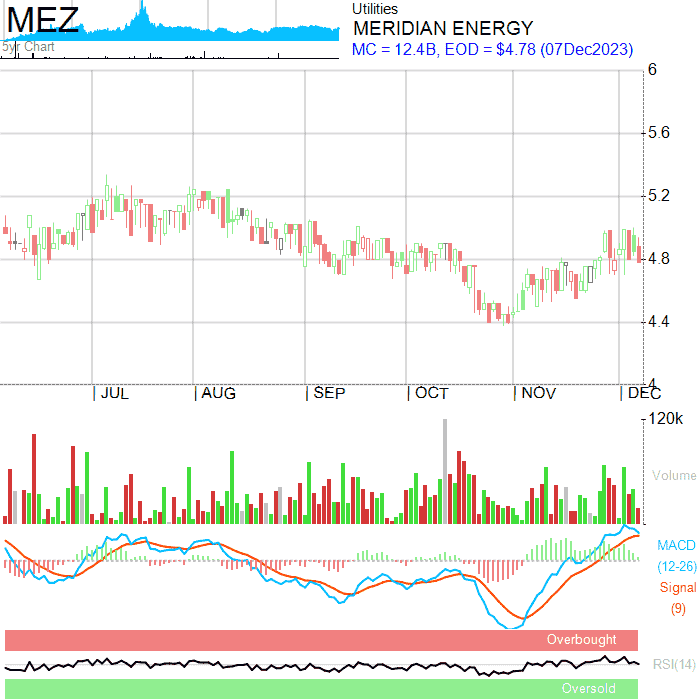 MEZ
5yr Chart
Utilities
MERIDIAN ENERGY
MC = 12.4B, EOD = $4.78 (07Dec2023)
6
5.6
5.2
4.8
4.4
4
JUL AUG SEP OCT NOV DEC
120k
Volume
MACD
(12-26)
Signal
(9)
Overbought
RSI(14)
Oversold